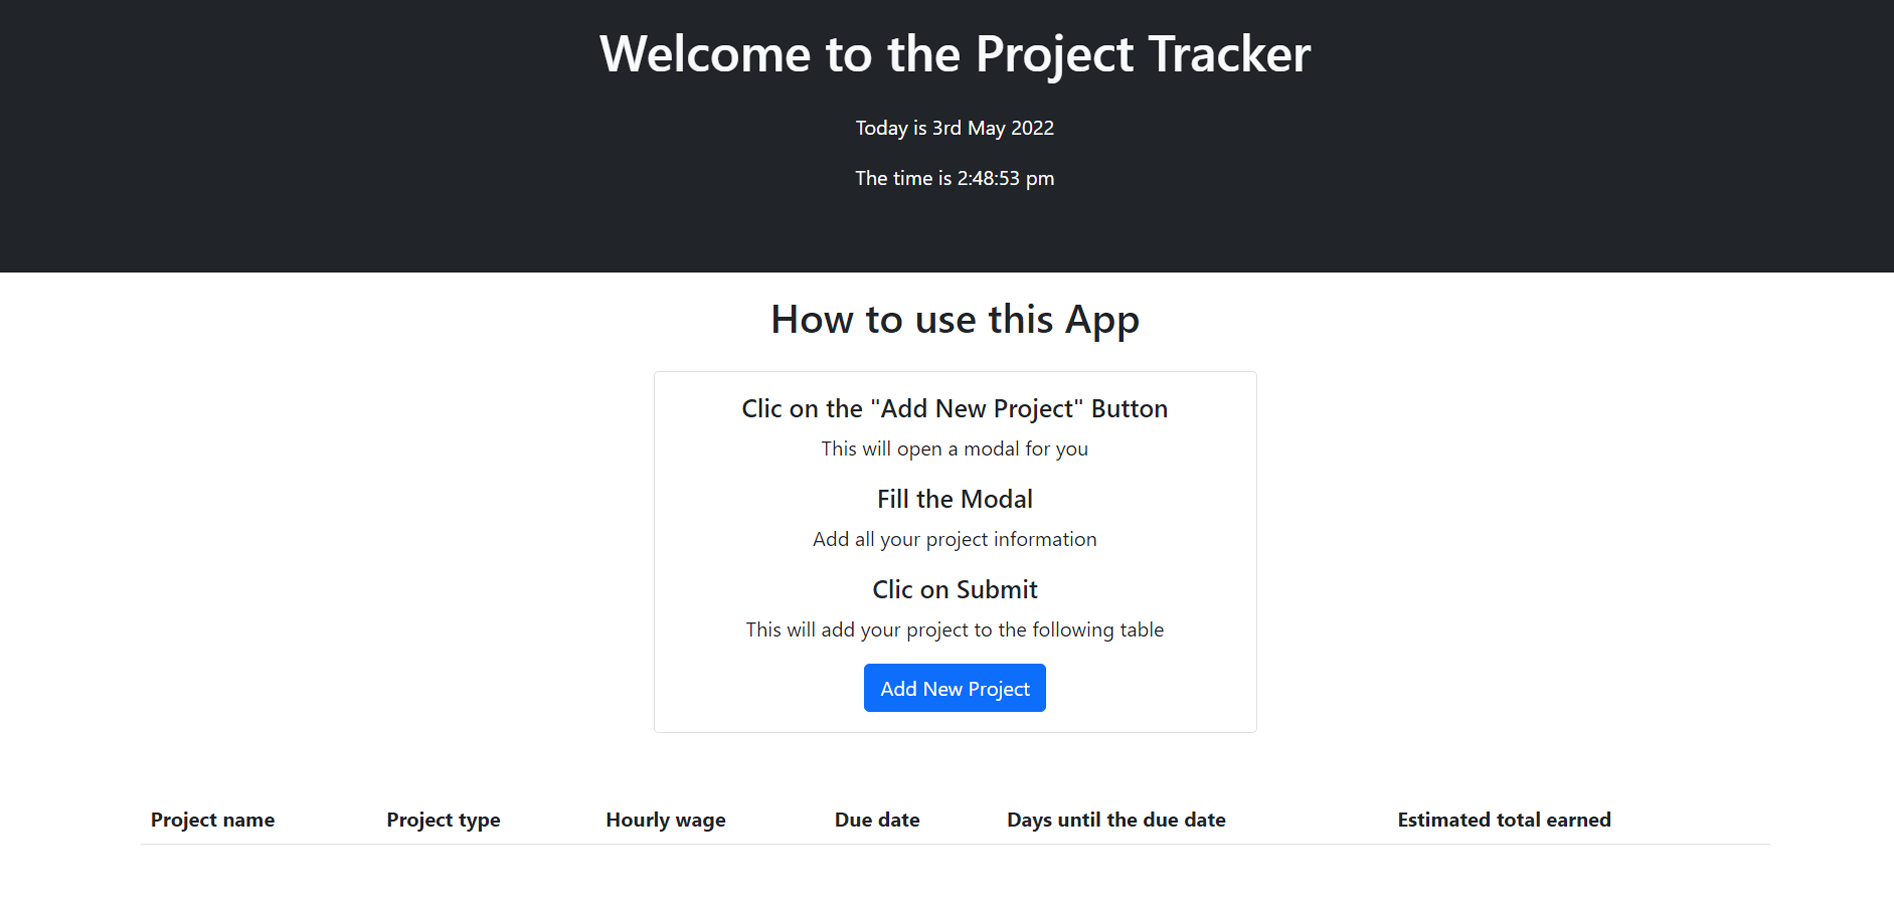 Welcome to the Project Tracker
Today is 3rd May 2022
The time is 2:48:53 pm
How to use this App
Clic on the "Add New Project" Button
This will open a modal for you
Fill the Modal
Add all your project information
Clic on Submit
This will add your project to the following table
Add New Project
Project name Project type Hourly wage Due date Days until the due date Estimated total earned